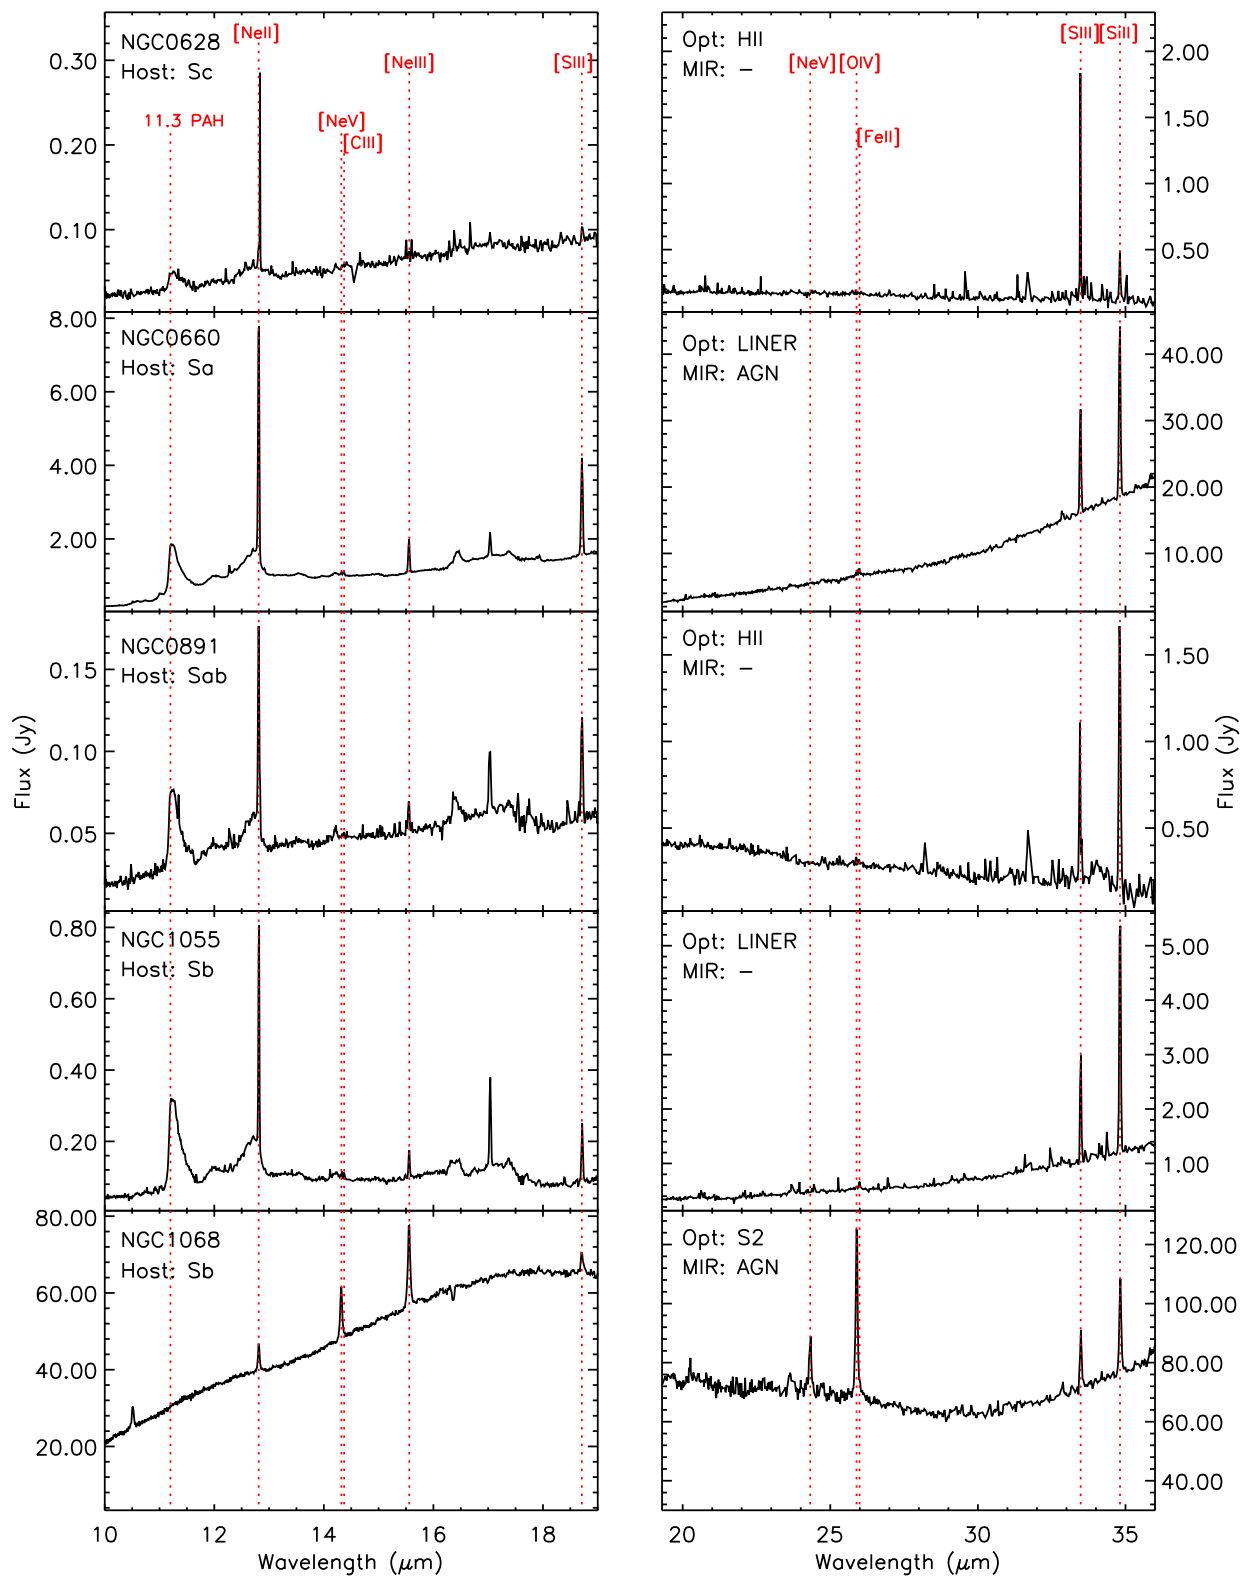 NGC0628
Host: Sc
[NeII]
[NeIII]
[SIII]
11.3 PAH
[NeV]
[CIII]
0.30
0.20
0.10
Opt: HII
MIR: –
[SIII]
[SiII]
[NeV]
[OIV]
[FeII]
2.00
1.50
1.00
0.50
NGC0660
Host: Sa
8.00
6.00
4.00
2.00
Opt: LINER
MIR: AGN
40.00
30.00
20.00
10.00
NGC0891
Host: Sab
0.15
0.10
0.05
Flux (Jy)
Opt: HII
MIR: –
1.50
1.00
0.50
Flux (Jy)
NGC1055
Host: Sb
0.80
0.60
0.40
0.20
Opt: LINER
MIR: –
5.00
4.00
3.00
2.00
1.00
NGC1068
Host: Sb
80.00
60.00
40.00
20.00
Opt: S2
MIR: AGN
120.00
100.00
80.00
60.00
40.00
10 12 14 16 18
Wavelength (μm)
20 25 30 35
Wavelength (μm)